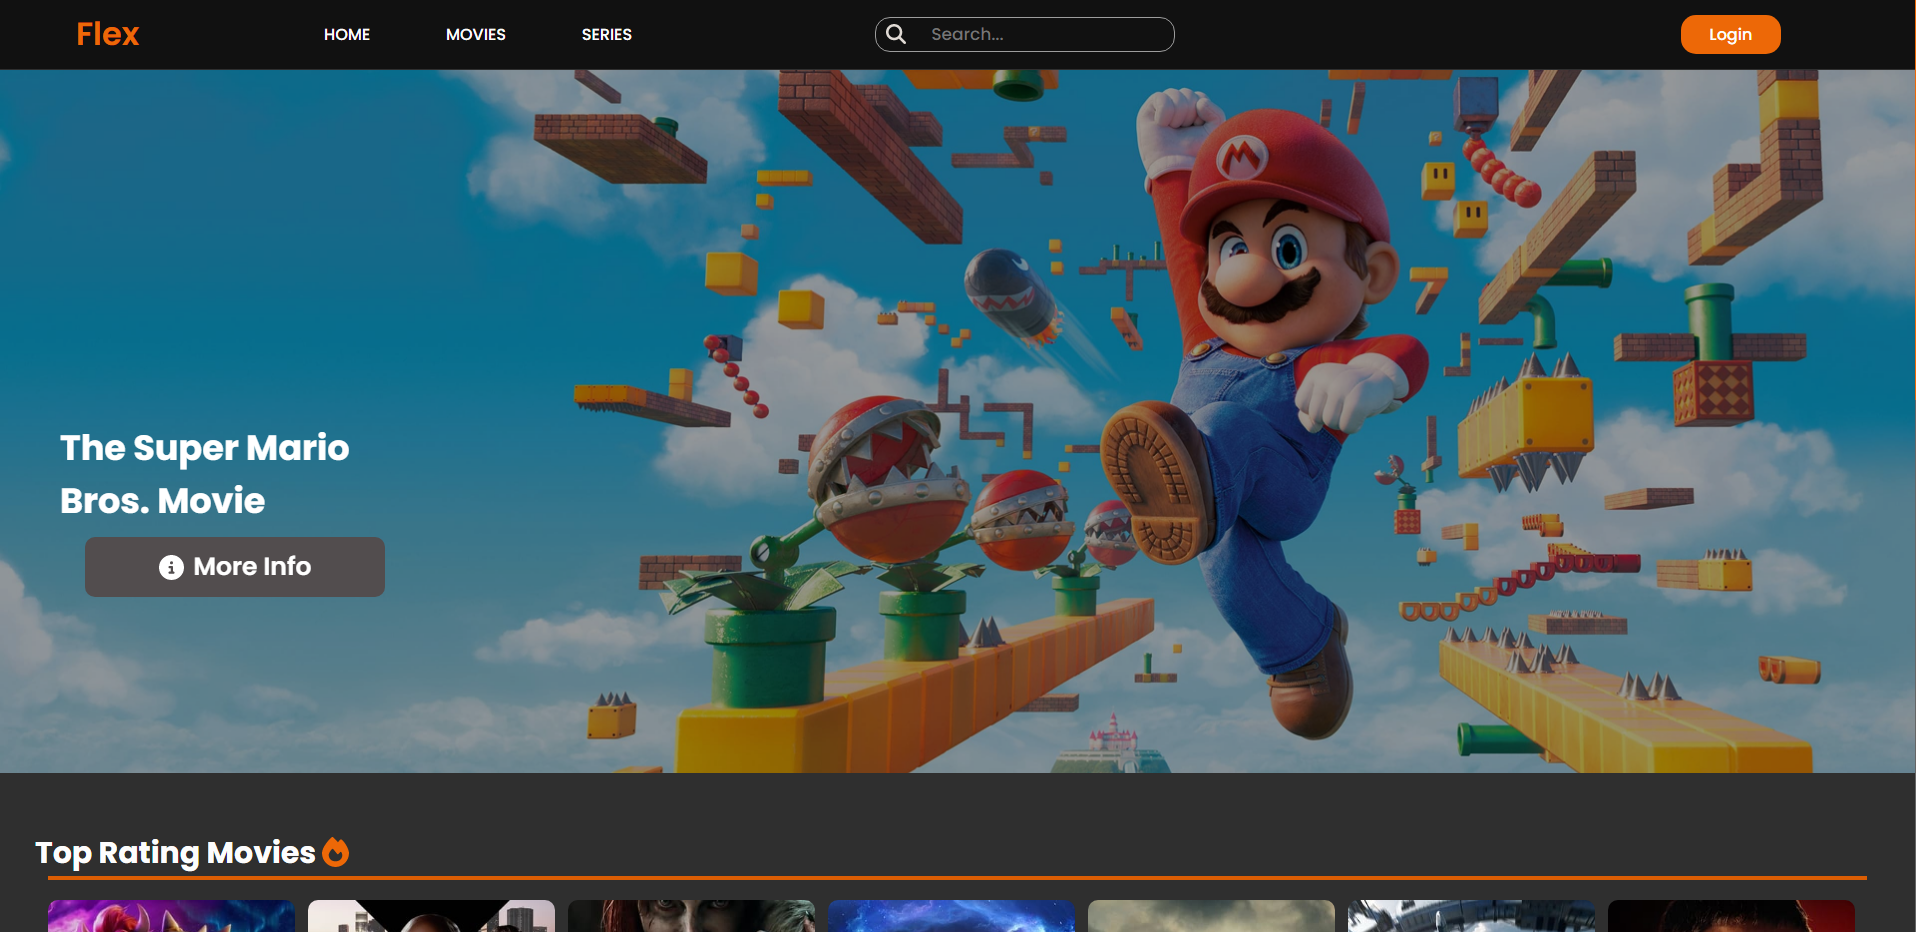 Flex
HOME
MOVIES
SERIES
Search...
Login
M
The Super Mario
Bros. Movie
More Info
Top Rating Movies